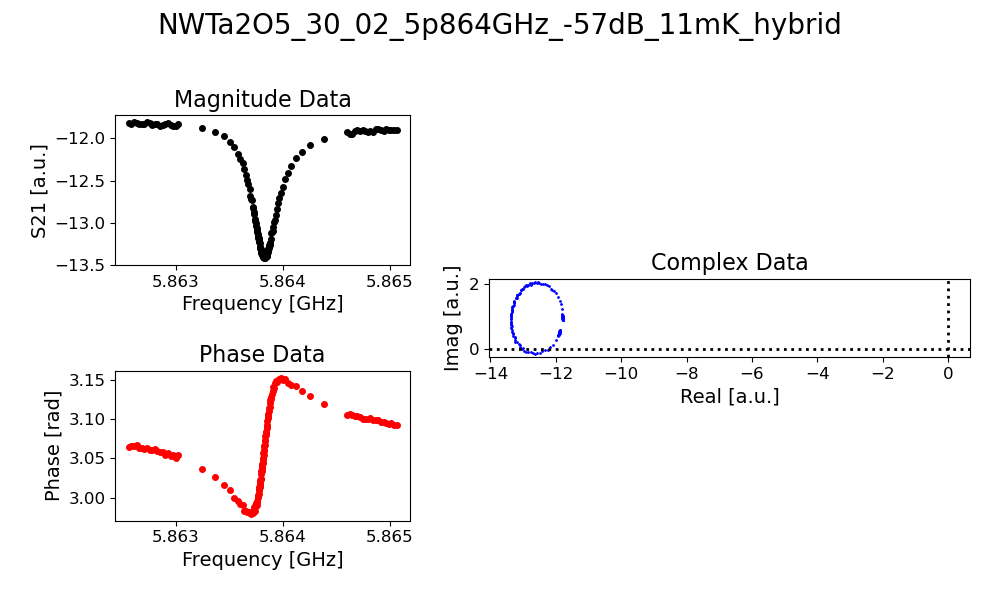 NWTa2O5_30_02_5p864GHz_-57dB_11mK_hybrid
Magnitude Data
S21 [a.u.]
−12.0
−12.5
−13.0
−13.5
5.863 5.864 5.865
Frequency [GHz]
Phase Data
Phase [rad]
3.15
3.10
3.05
3.00
5.863 5.864 5.865
Frequency [GHz]
Complex Data
Imag [a.u.]
2
0
−14 −12 −10 −8 −6 −4 −2 0
Real [a.u.]